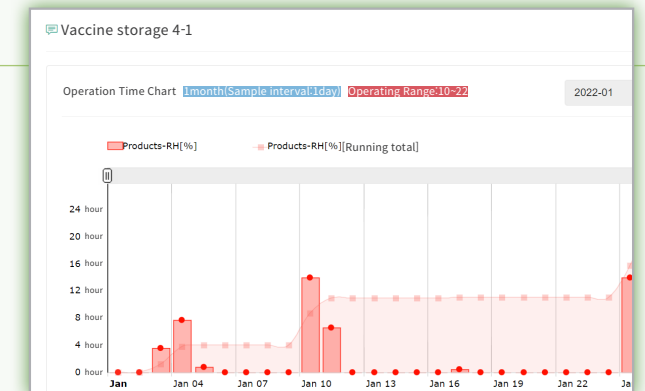 Vaccine storage 4-1
Operation Time Chart 1month(Sample interval:1day) Operating Range:10~22 2022-01
Products-RH[%] Products-RH[%][Running total]
24 hour
20 hour
16 hour
12 hour
8 hour
4 hour
0 hour
Jan Jan 04 Jan 07 Jan 10 Jan 13 Jan 16 Jan 19 Jan 22 Ja